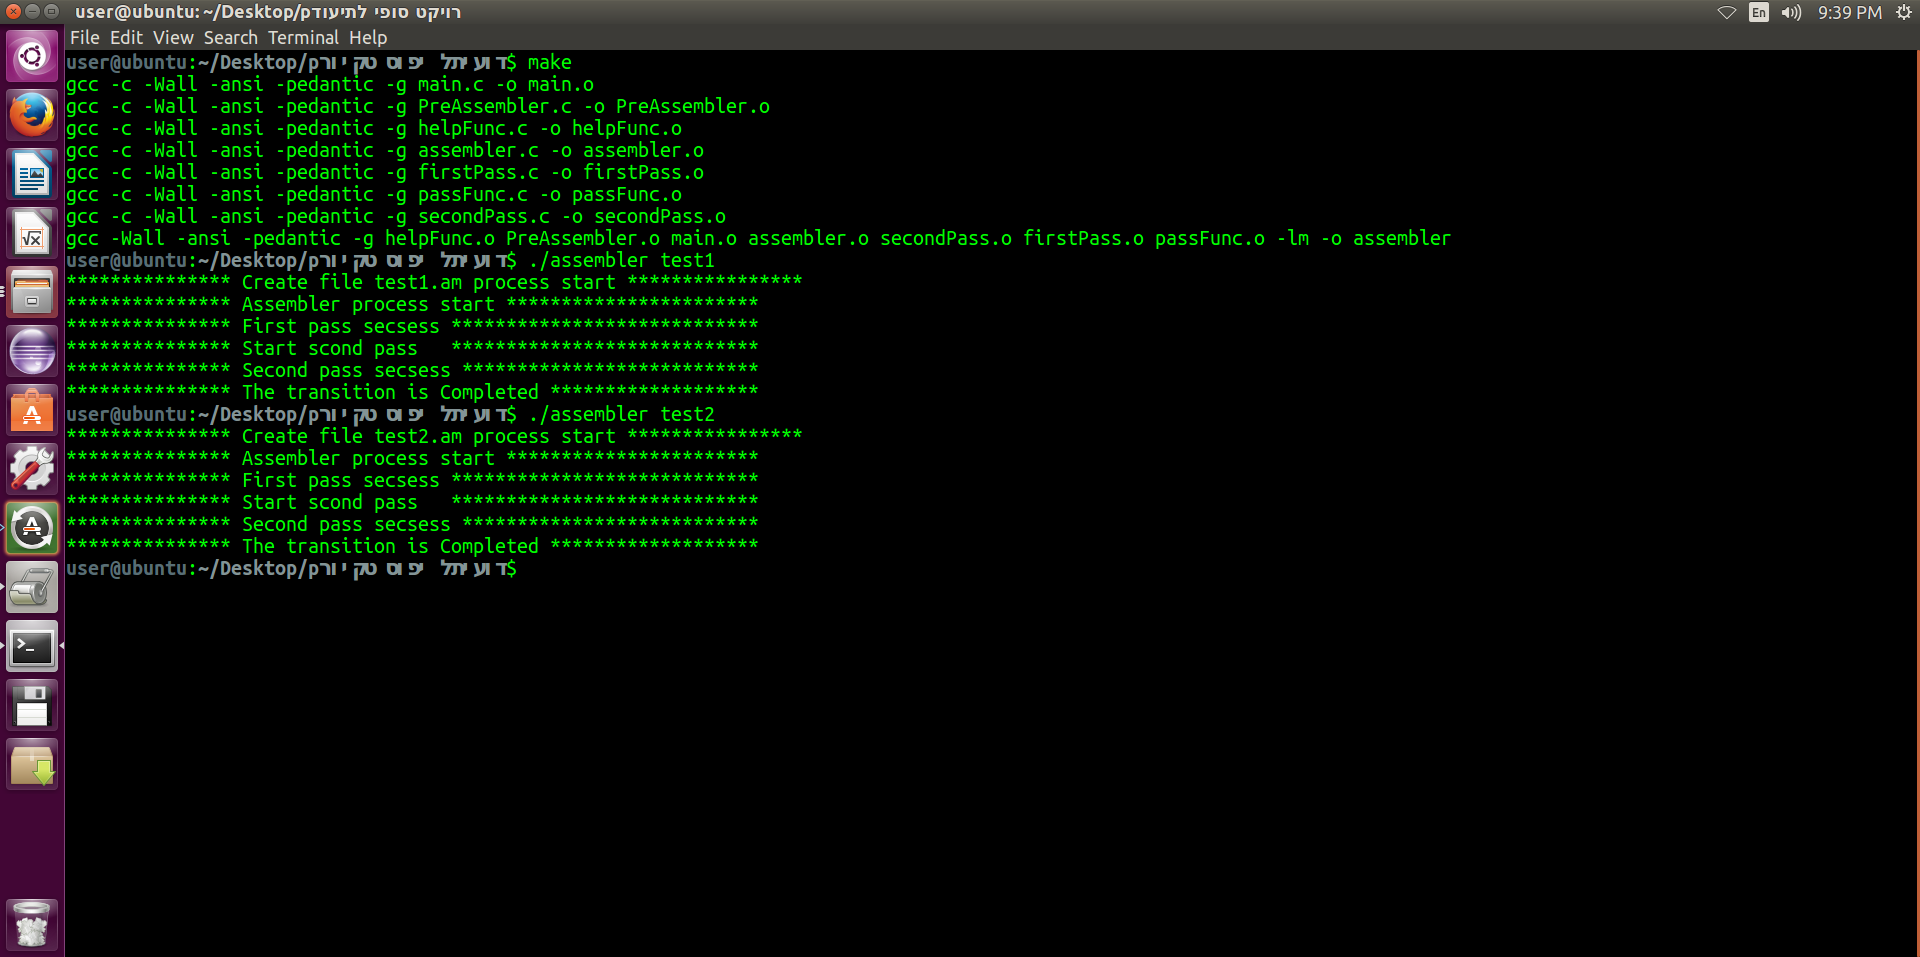 user@ubuntu: ~/Desktop/pרויקט סופי לתיעוד
En
9:39 PM
File Edit View Search Terminal Help
user@ubuntu:~/Desktop/pרויקט סופי לתיעוד$ make
gcc -c -Wall -ansi -pedantic -g main.c -o main.o
gcc -c -Wall -ansi -pedantic -g PreAssembler.c -o PreAssembler.o
gcc -c -Wall -ansi -pedantic -g helpFunc.c -o helpFunc.o
gcc -c -Wall -ansi -pedantic -g assembler.c -o assembler.o
gcc -c -Wall -ansi -pedantic -g firstPass.c -o firstPass.o
gcc -c -Wall -ansi -pedantic -g passFunc.c -o passFunc.o
gcc -c -Wall -ansi -pedantic -g secondPass.c -o secondPass.o
gcc -Wall -ansi -pedantic -g helpFunc.o PreAssembler.o main.o assembler.o secondPass.o firstPass.o passFunc.o -lm -o assembler
user@ubuntu:~/Desktop/pרויקט סופי לתיעוד$ ./assembler test1
*************** Create file test1.am process start ****************
*************** Assembler process start ***********************
*************** First pass secsess ****************************
*************** Start scond pass   ****************************
*************** Second pass secsess ***************************
*************** The transition is Completed *******************
user@ubuntu:~/Desktop/pרויקט סופי לתיעוד$ ./assembler test2
*************** Create file test2.am process start ****************
*************** Assembler process start ***********************
*************** First pass secsess ****************************
*************** Start scond pass   ****************************
*************** Second pass secsess ***************************
*************** The transition is Completed *******************
user@ubuntu:~/Desktop/pרויקט סופי לתיעוד$